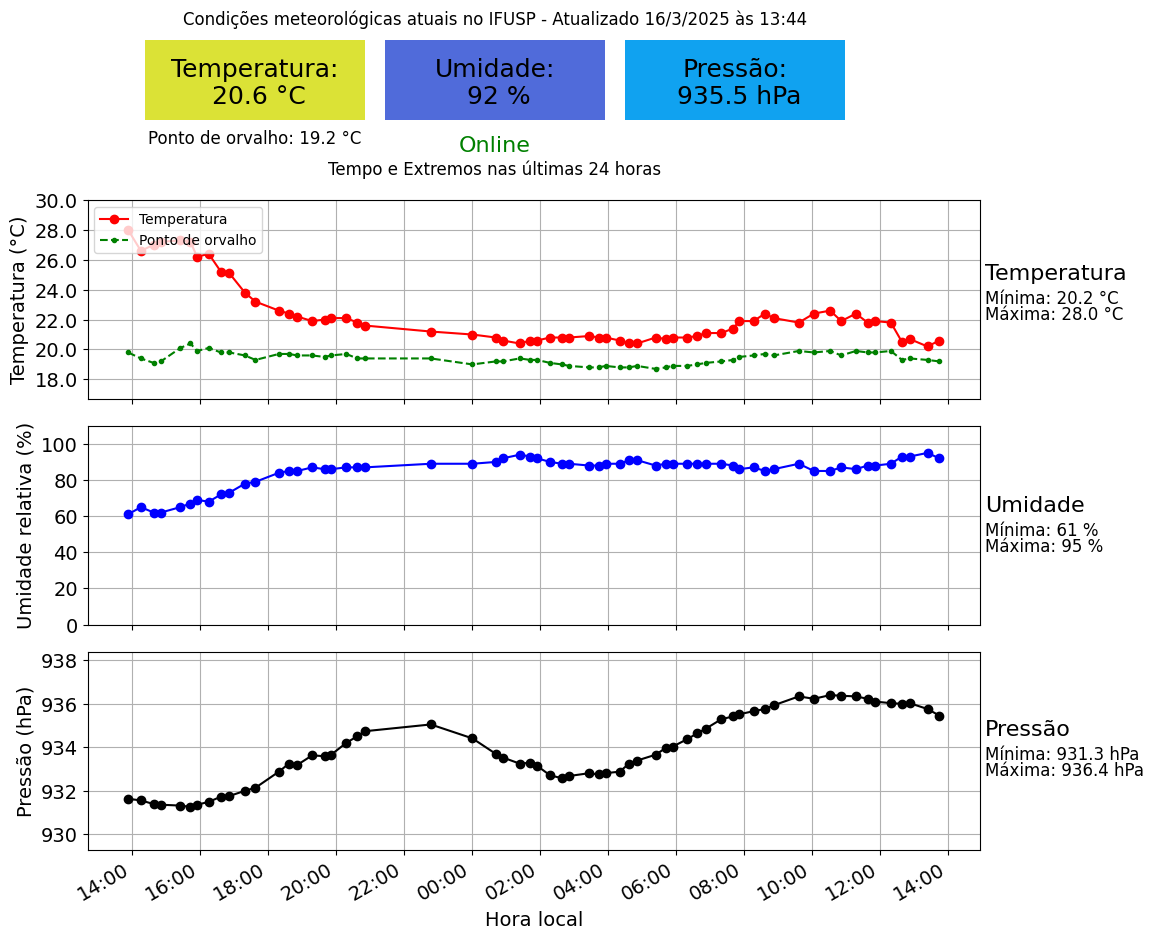 Condições meteorológicas atuais no IFUSP - Atualizado 16/3/2025 às 13:44
Temperatura:
20.6 °C
Umidade:
92 %
Pressão:
935.5 hPa
Ponto de orvalho: 19.2 °C
Online
Tempo e Extremos nas últimas 24 horas
Temperatura (°C)
30.0
28.0
26.0
24.0
22.0
20.0
18.0
Temperatura
Ponto de orvalho
Temperatura
Mínima: 20.2 °C
Máxima: 28.0 °C
Umidade relativa (%)
100
80
60
40
20
0
Umidade
Mínima: 61 %
Máxima: 95 %
Pressão (hPa)
938
936
934
932
930
Pressão
Mínima: 931.3 hPa
Máxima: 936.4 hPa
14:00
16:00
18:00
20:00
22:00
00:00
02:00
04:00
06:00
08:00
10:00
12:00
14:00
Hora local